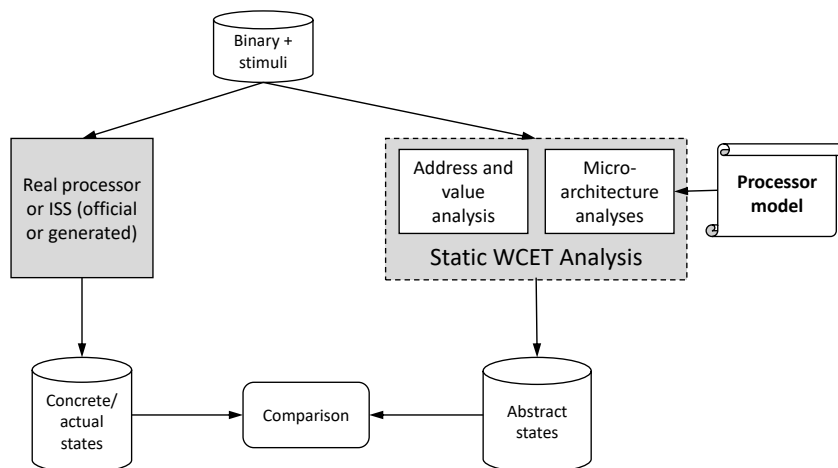 Binary +
stimuli
Real processor
or ISS (official
or generated)
Address and
value
analysis
Micro-
architecture
analyses
Static WCET Analysis
Processor
model
Concrete/
actual
states
Comparison
Abstract
states